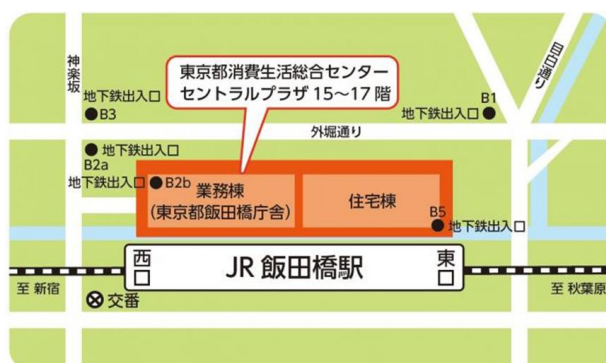 神楽坂
目白通り
東京都消費生活総合センター
セントラルプラザ 15～17 階
地下鉄出入口
B3
B1
地下鉄出入口
外堀通り
地下鉄出入口
B2a
地下鉄出入口
B2b
業務棟
(東京都飯田橋庁舎)
住宅棟
B5
地下鉄出入口
西口
JR 飯田橋駅
東口
至 新宿
交番
至 秋葉原